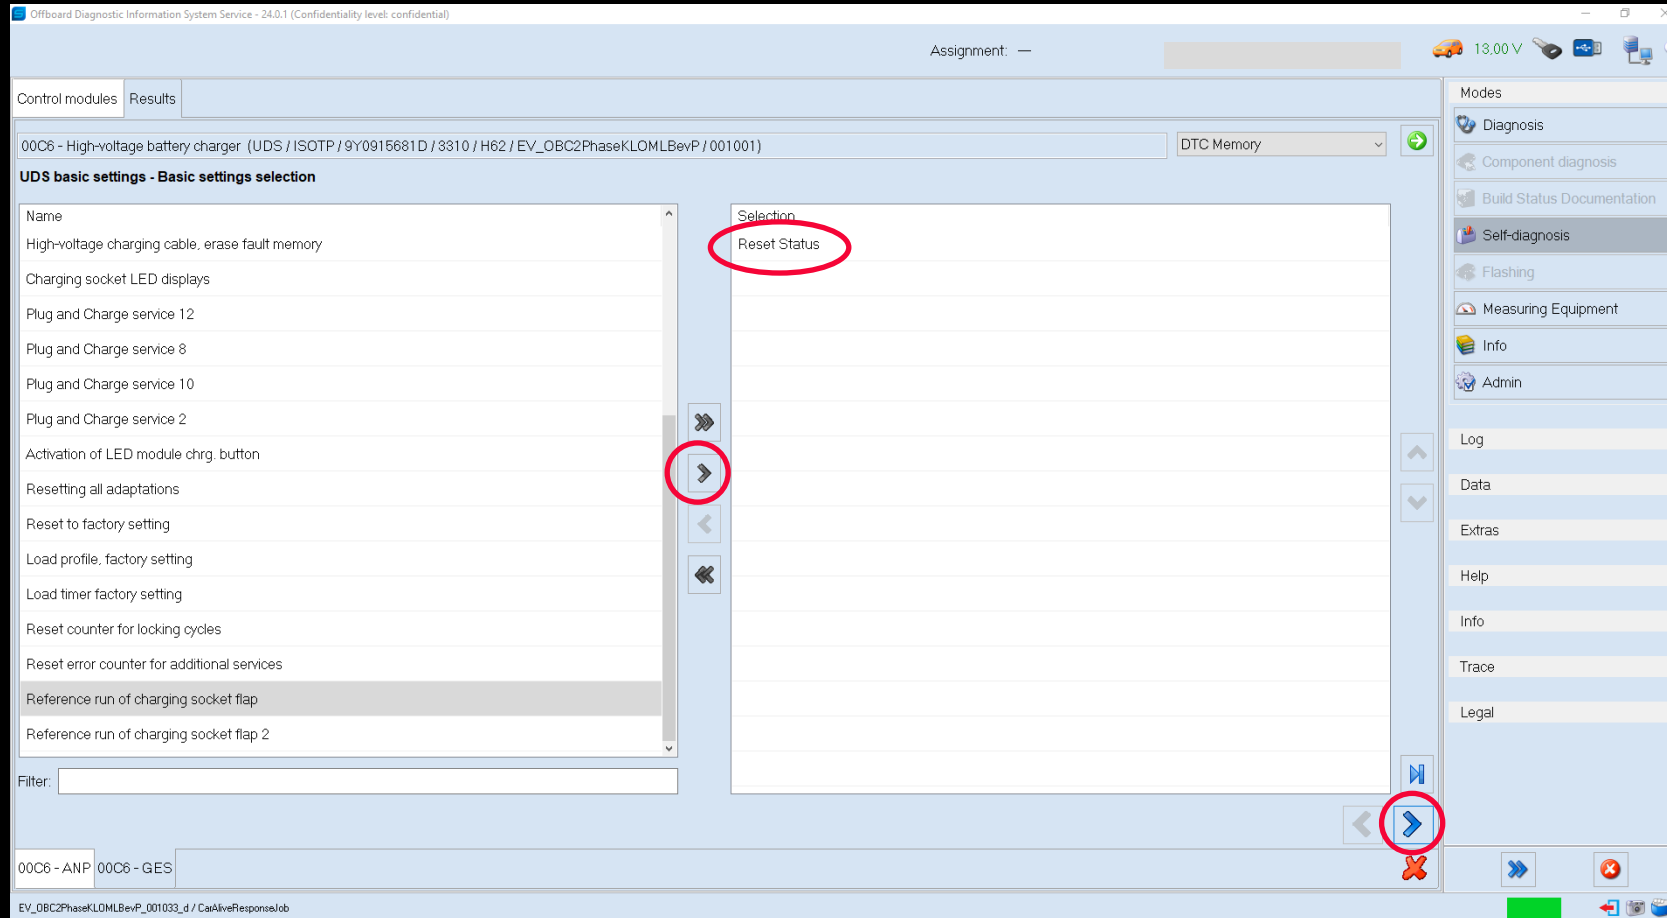 Offboard Diagnostic Information System Service - 24.0.1 (Confidentiality level: confidential)
Assignment: —
13,00 V
Control modules
Results
00C6 - High-voltage battery charger (UDS / ISOTP / 9Y0915681D / 3310 / H62 / EV_OBC2PhaseKLOMLBevP / 001001)
DTC Memory
UDS basic settings - Basic settings selection
Name
High-voltage charging cable, erase fault memory
Charging socket LED displays
Plug and Charge service 12
Plug and Charge service 8
Plug and Charge service 10
Plug and Charge service 2
Activation of LED module chrg. button
Resetting all adaptations
Reset to factory setting
Load profile, factory setting
Load timer factory setting
Reset counter for locking cycles
Reset error counter for additional services
Reference run of charging socket flap
Reference run of charging socket flap 2
Filter:
Selection
Reset Status
00C6 - ANP
00C6 - GES
EV_OBC2PhaseKLOMLBevP_001033_d / CarAliveResponseJob
Modes
Diagnosis
Component diagnosis
Build Status Documentation
Self-diagnosis
Flashing
Measuring Equipment
Info
Admin
Log
Data
Extras
Help
Info
Trace
Legal